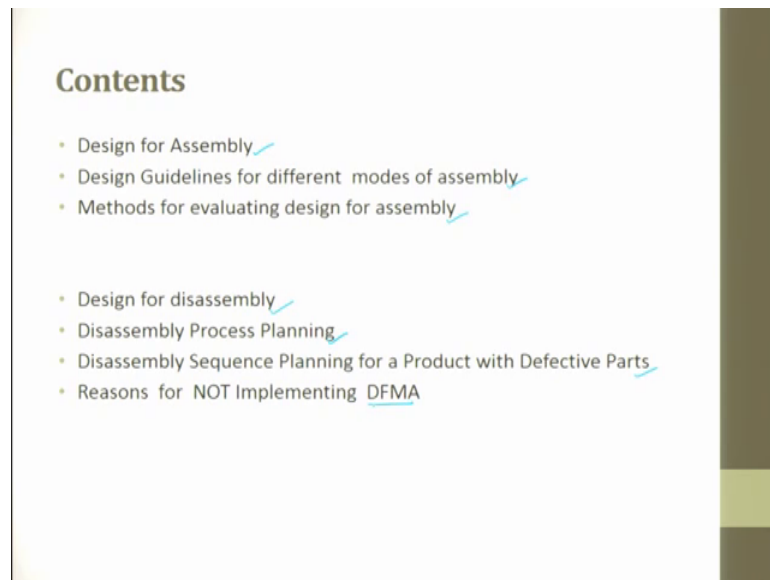 Contents
• Design for Assembly
• Design Guidelines for different modes of assembly
• Methods for evaluating design for assembly
• Design for disassembly
• Disassembly Process Planning
• Disassembly Sequence Planning for a Product with Defective Parts
• Reasons for NOT Implementing DFMA